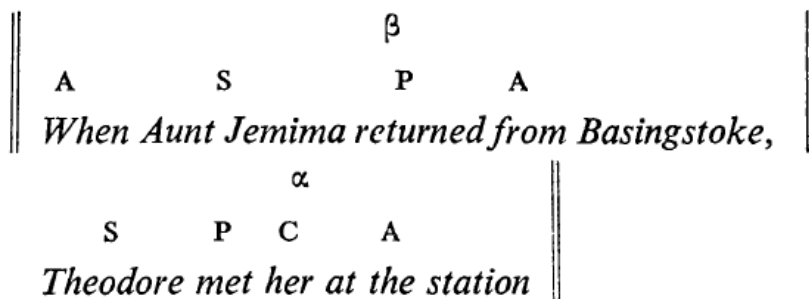 β
A S P A
When Aunt Jemima returned from Basingstoke,
α
S P C A
Theodore met her at the station